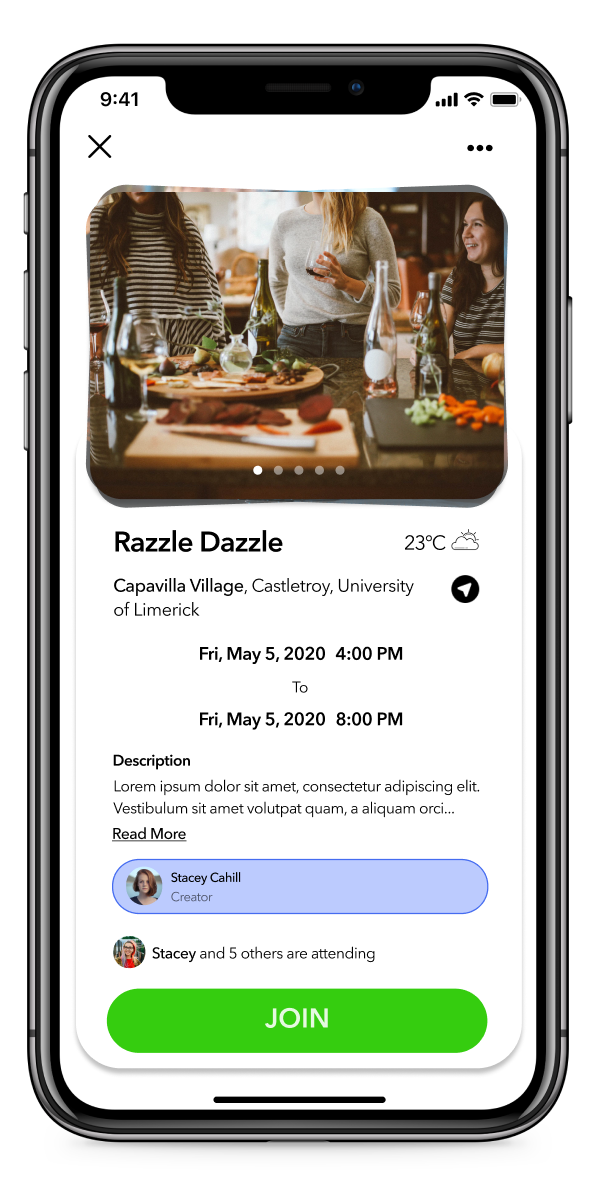 9:41
Razzle Dazzle
23°C
Capavilla Village, Castletroy, University
of Limerick
Fri, May 5, 2020  4:00 PM
To
Fri, May 5, 2020  8:00 PM
Description
Lorem ipsum dolor sit amet, consectetur adipiscing elit.
Vestibulum sit amet volutpat quam, a aliquam orci...
Read More
Stacey Cahill
Creator
Stacey and 5 others are attending
JOIN